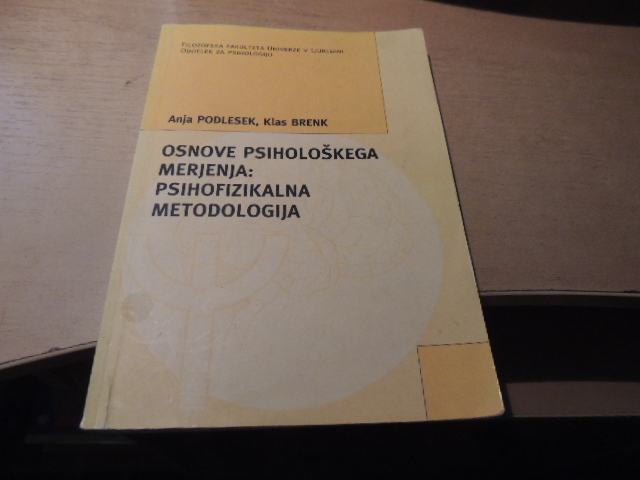 FILOZOFSKA FAKULTETA UNIVERZE V LJUBLJANI
ODDELEK ZA PSIHOLOGIJO
Anja PODLESEK, Klas BRENK
OSNOVE PSIHOLOŠKEGA
MERJENJA:
PSIHOFIZIKALNA
METODOLOGIJA